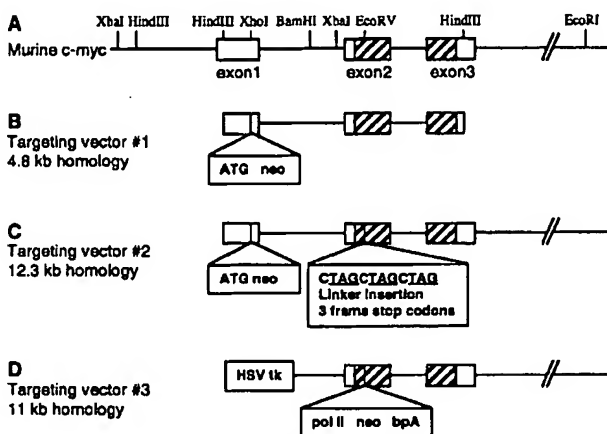 A
XbaI HindIII HindIII XhoI BamHI XbaI EcoRV HindIII EcoRI
Murine c-myc
exon1 exon2 exon3
B
Targeting vector #1
4.8 kb homology
ATG neo
C
Targeting vector #2
12.3 kb homology
ATG neo
CTAGCTAGCTAG
Linker Insertion
3 frame stop codons
D
Targeting vector #3
11 kb homology
HSV tk
pol II neo bpA